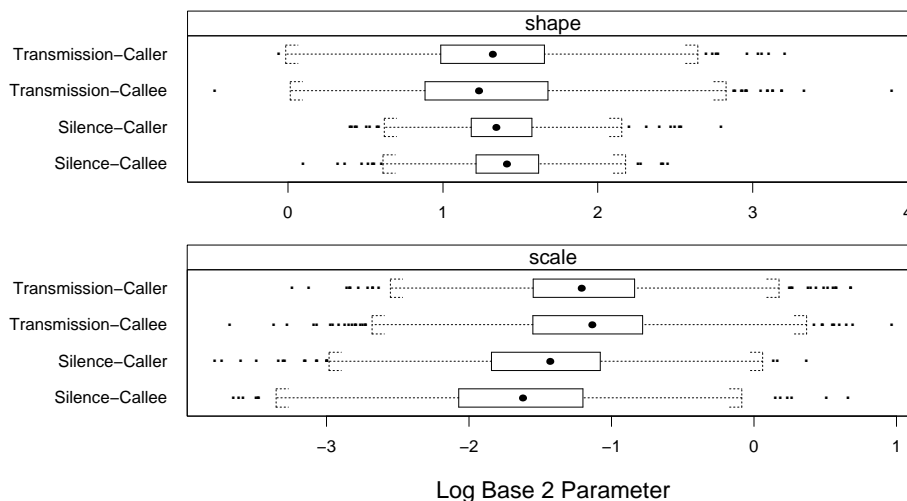 shape
Transmission−Caller
Transmission−Callee
Silence−Caller
Silence−Callee
0 1 2 3 4
scale
Transmission−Caller
Transmission−Callee
Silence−Caller
Silence−Callee
−3 −2 −1 0 1
Log Base 2 Parameter